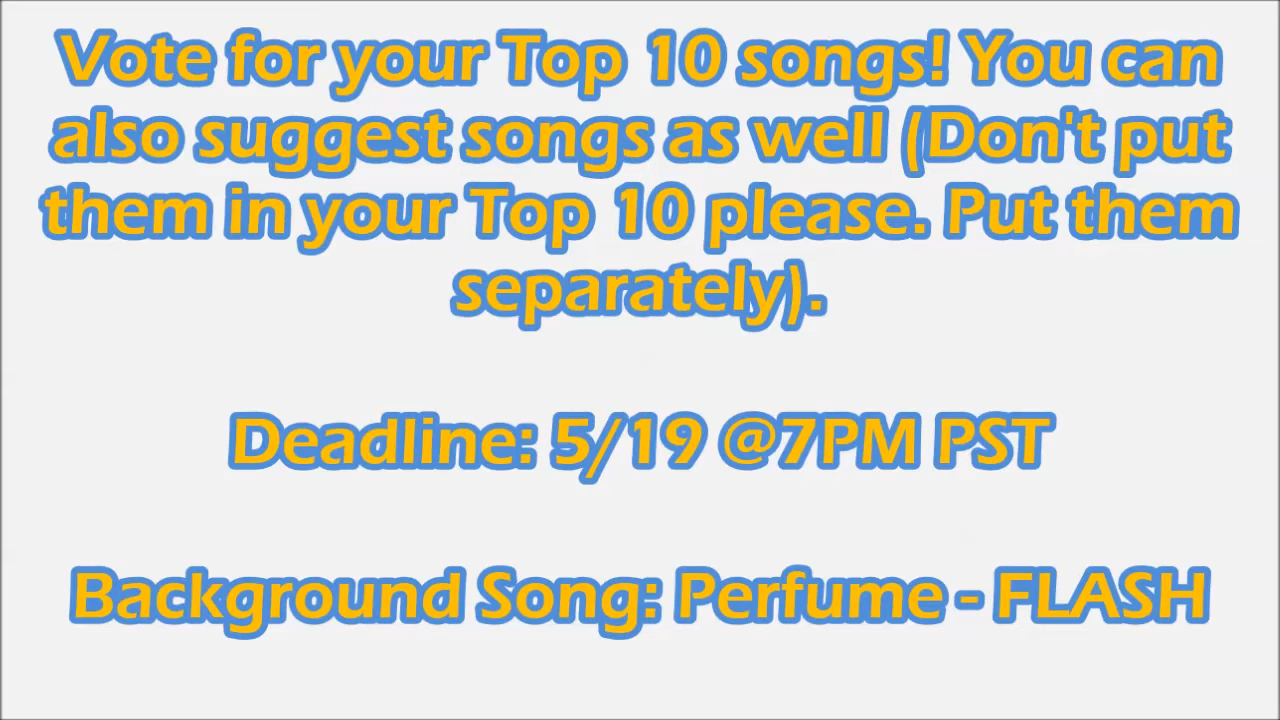 Vote for your Top 10 songs! You can
also suggest songs as well (Don't put
them in your Top 10 please. Put them
separately).
Deadline: 5/19 @7PM PST
Background Song: Perfume - FLASH